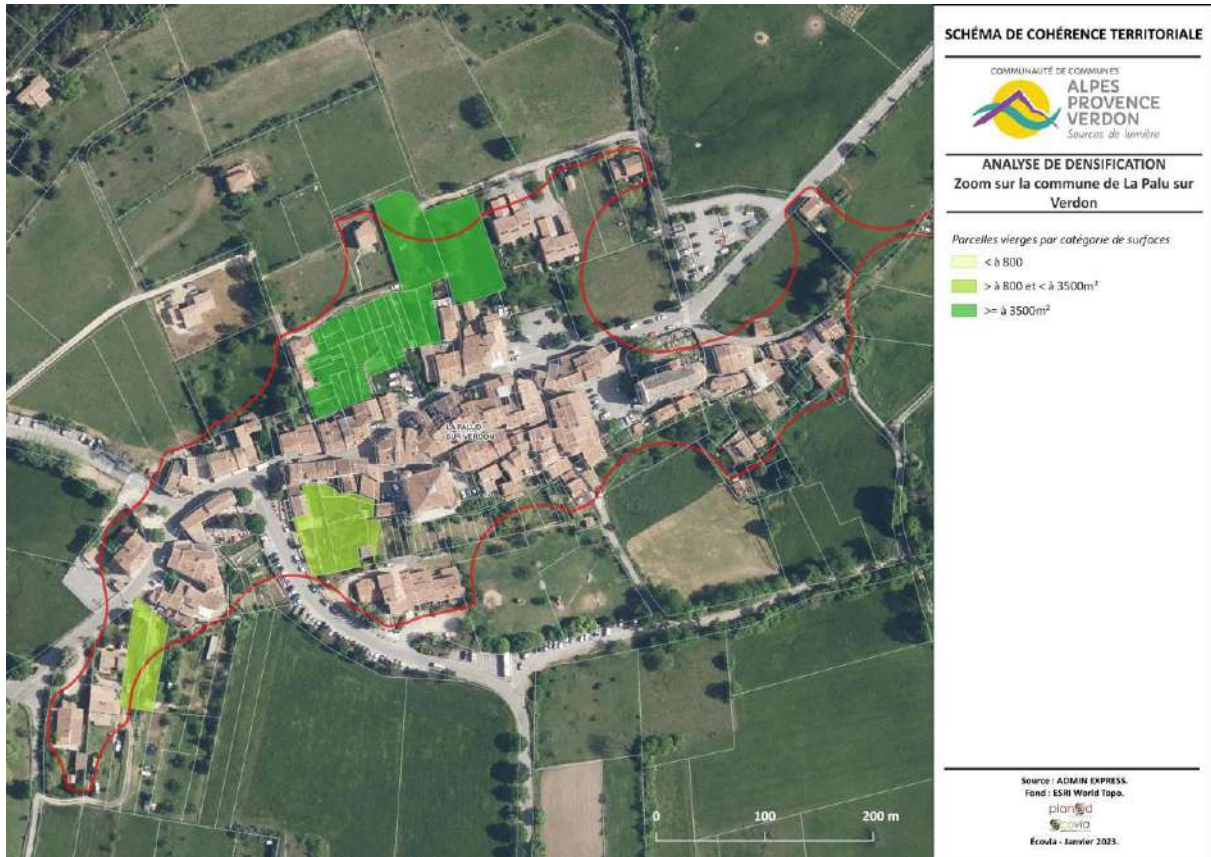 SCHÉMA DE COHÉRENCE TERRITORIALE
COMMUNAUTÉ DE COMMUNES
ALPES
PROVENCE
VERDON
Sources de lumière
ANALYSE DE DENSIFICATION
Zoom sur la commune de La Palu sur
Verdon
Parcelles vierges par catégorie de surfaces
< à 800
> à 800 et < à 3500m²
>= à 3500m²
LA PALUD
SUR VERDON
0 100 200 m
Source : ADMIN EXPRESS.
Fond : ESRI World Topo.
planed
ecovia
Écovia - Janvier 2023.